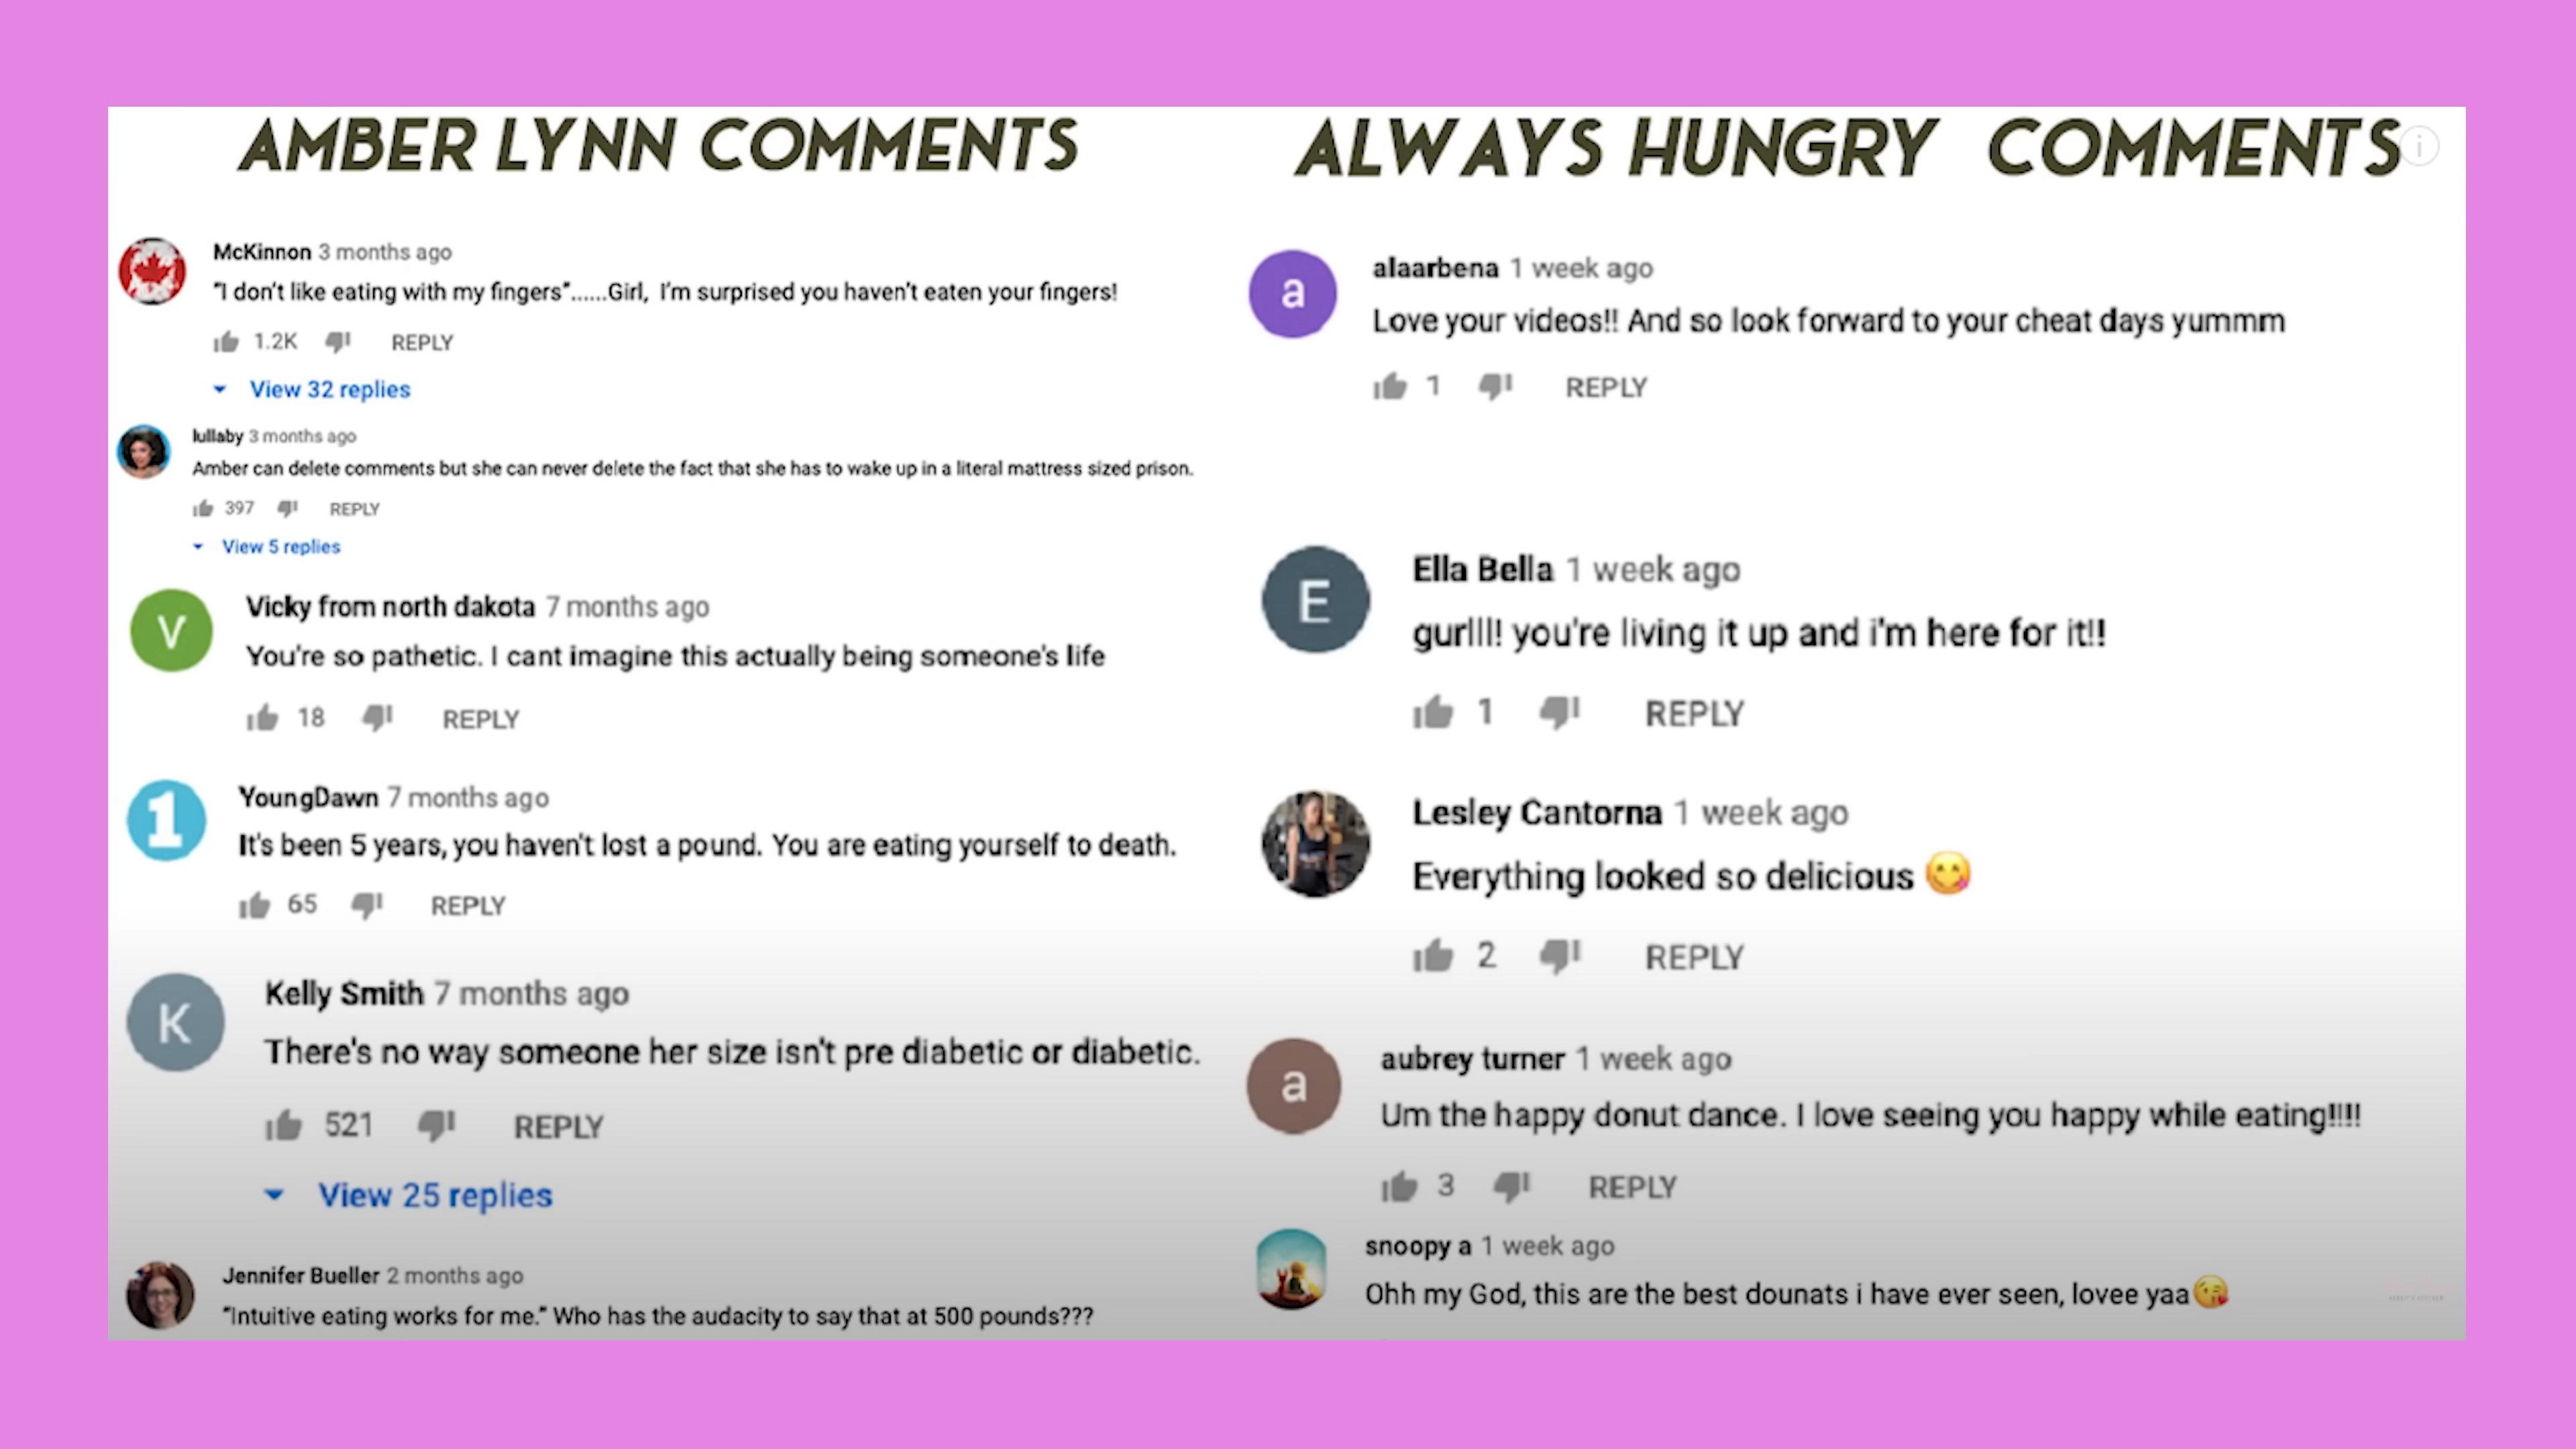 AMBER LYNN COMMENTS
McKinnon 3 months ago
"I don't like eating with my fingers"......Girl, I'm surprised you haven't eaten your fingers!
1.2K REPLY
View 32 replies
lullaby 3 months ago
Amber can delete comments but she can never delete the fact that she has to wake up in a literal mattress sized prison.
397 REPLY
View 5 replies
V
Vicky from north dakota 7 months ago
You're so pathetic. I cant imagine this actually being someone's life
18 REPLY
1
YoungDawn 7 months ago
It's been 5 years, you haven't lost a pound. You are eating yourself to death.
65 REPLY
K
Kelly Smith 7 months ago
There's no way someone her size isn't pre diabetic or diabetic.
521 REPLY
View 25 replies
Jennifer Bueller 2 months ago
"Intuitive eating works for me." Who has the audacity to say that at 500 pounds???
ALWAYS HUNGRY COMMENTS
i
a
alaarbena 1 week ago
Love your videos!! And so look forward to your cheat days yummm
1 REPLY
E
Ella Bella 1 week ago
gurlll! you're living it up and i'm here for it!!
1 REPLY
Lesley Cantorna 1 week ago
Everything looked so delicious 😋
2 REPLY
a
aubrey turner 1 week ago
Um the happy donut dance. I love seeing you happy while eating!!!!
3 REPLY
snoopy a 1 week ago
Ohh my God, this are the best dounats i have ever seen, lovee yaa😘